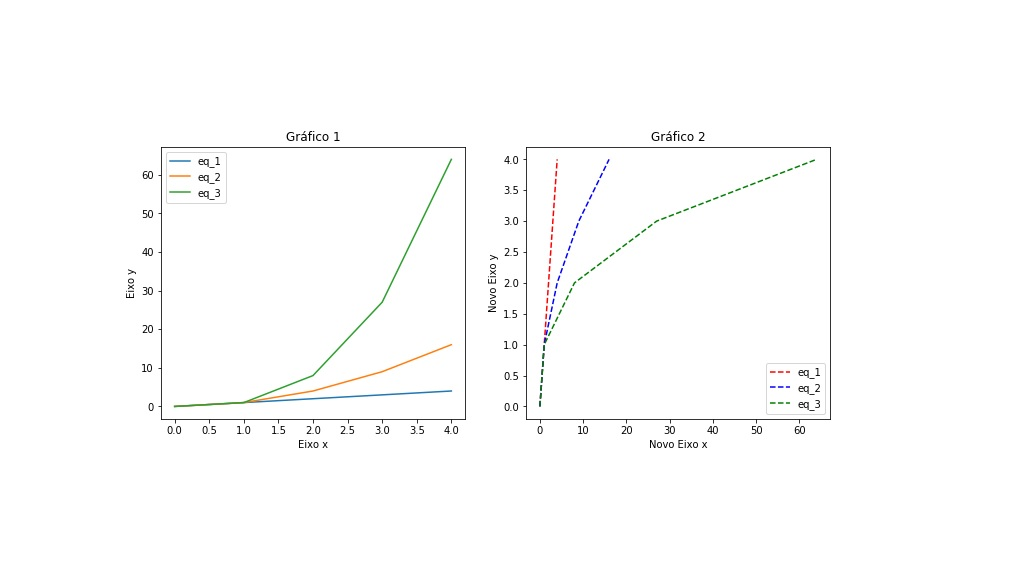 Gráfico 1
eq_1
eq_2
eq_3
60
50
40
30
20
10
0
Eixo y
0.0 0.5 1.0 1.5 2.0 2.5 3.0 3.5 4.0
Eixo x
Gráfico 2
4.0
3.5
3.0
2.5
2.0
1.5
1.0
0.5
0.0
Novo Eixo y
eq_1
eq_2
eq_3
0 10 20 30 40 50 60
Novo Eixo x